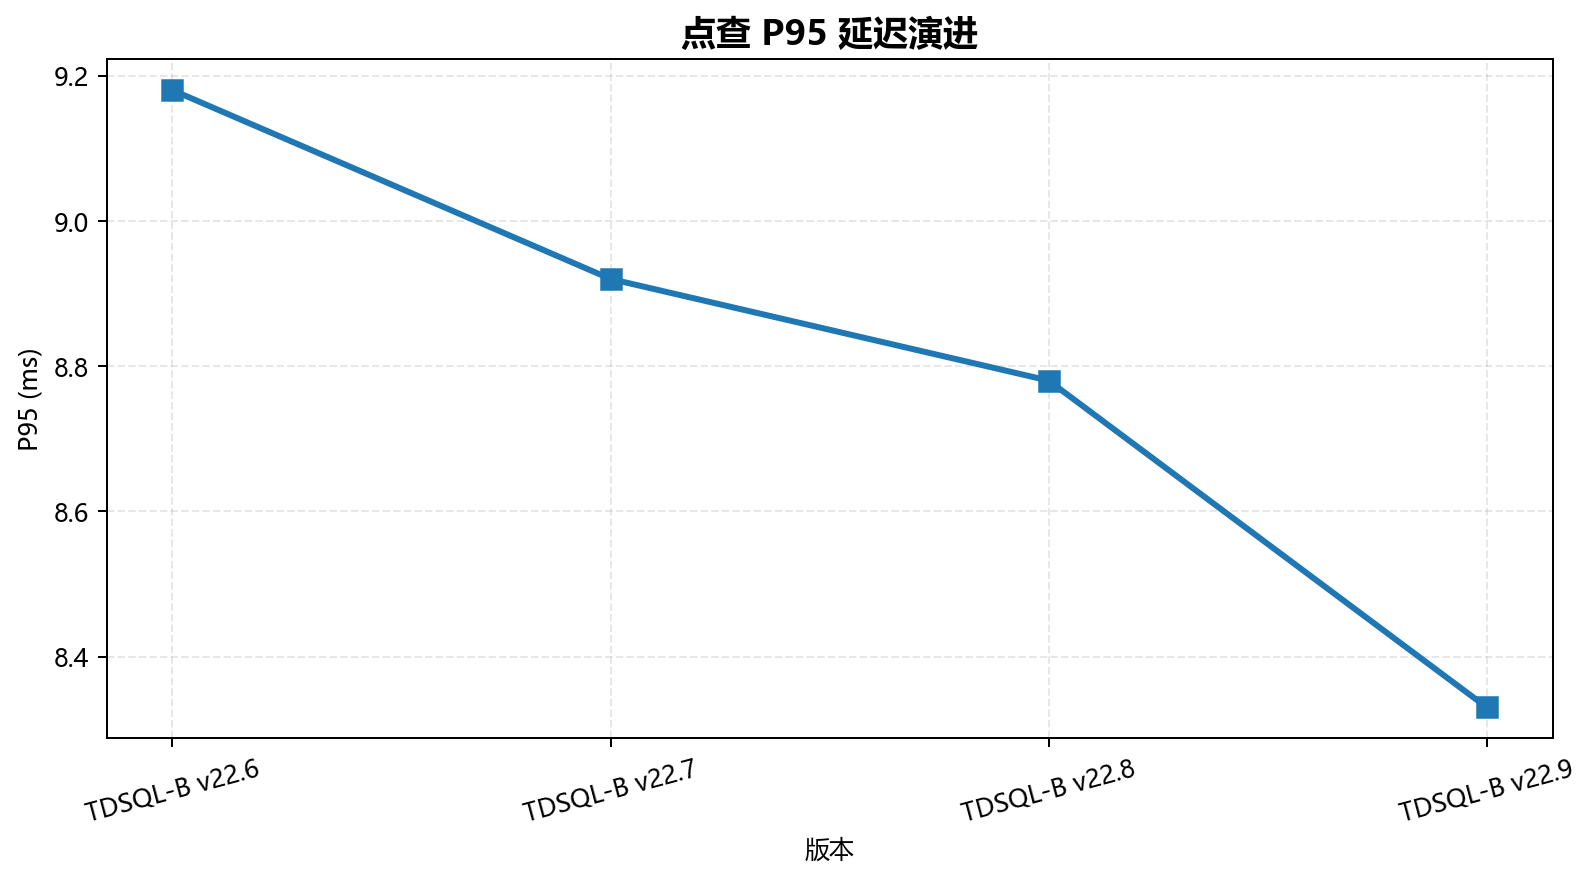 点查 P95 延迟演进
9.2
9.0
8.8
8.6
8.4
P95 (ms)
TDSQL-B v22.6
TDSQL-B v22.7
TDSQL-B v22.8
TDSQL-B v22.9
版本